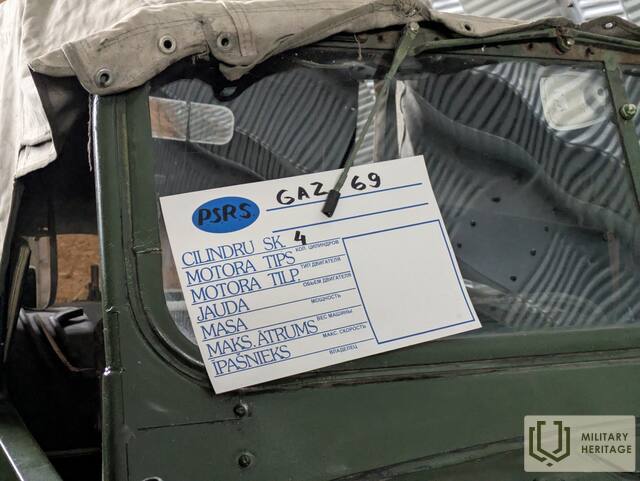 PSRS.
GAZ 69
CILINDRU SK. 4 КОЛ. ЦИЛИНДРОВ
MOTORA TIPS ТИП ДВИГАТЕЛЯ
MOTORA TILP ОБЪЕМ ДВИГАТЕЛЯ
JAUDA МОЩНОСТЬ
MASA ВЕС МАШИНЫ
MAKS. ĀTRUMS МАКС. СКОРОСТЬ
ĪPAŠNIEKS ВЛАДЕЛЕЦ
MILITARY
HERITAGE